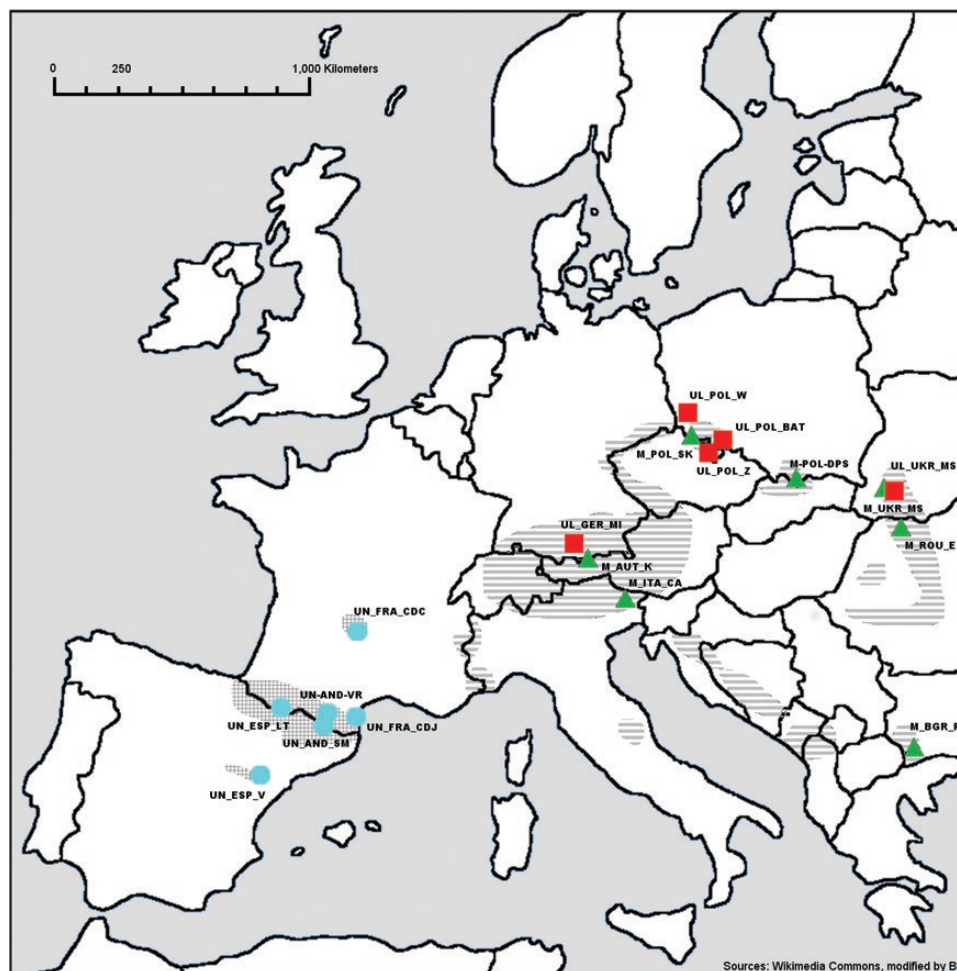 0 250 1,000 Kilometers
UL_POL_W
UL_POL_BAT
M_POL_SK
UL_POL_Z
M-POL-DPS
UL_UKR_MS
M_UKR_MS
UL_GER_MI
M_ROU_E
M_AUT_K
M_ITA_CA
UN_FRA_CDC
UN-AND-VR
UN_ESP_LT
UN_FRA_CDJ
UN_AND_SM
M_BGR_P
UN_ESP_V
Sources: Wikimedia Commons, modified by B